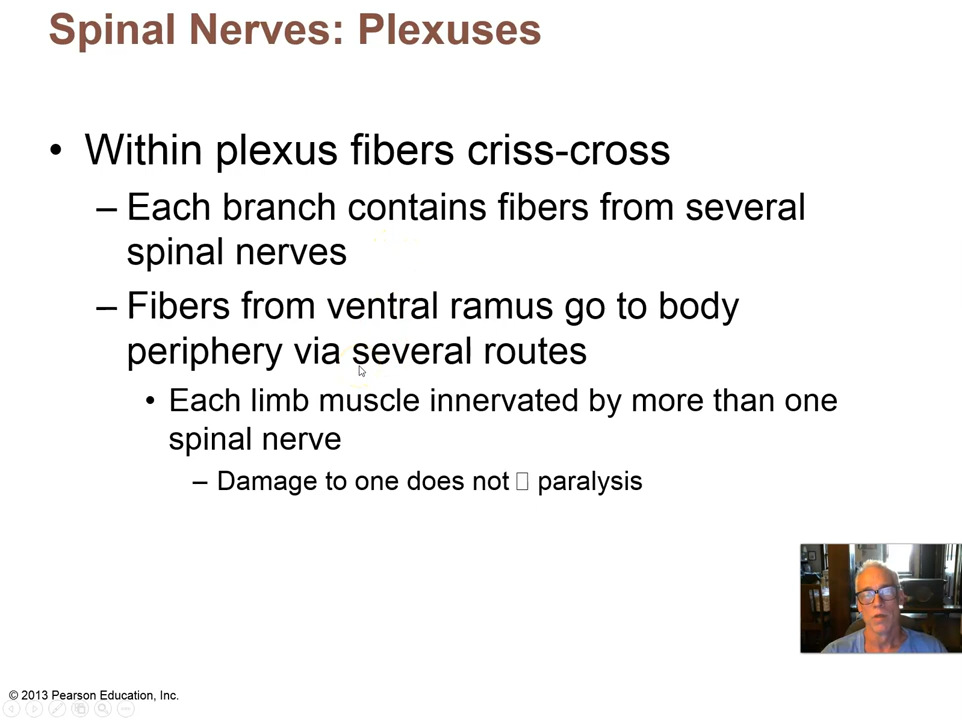 Spinal Nerves: Plexuses
• Within plexus fibers criss-cross
– Each branch contains fibers from several
spinal nerves
– Fibers from ventral ramus go to body
periphery via several routes
• Each limb muscle innervated by more than one
spinal nerve
– Damage to one does not □ paralysis
© 2013 Pearson Education, Inc.